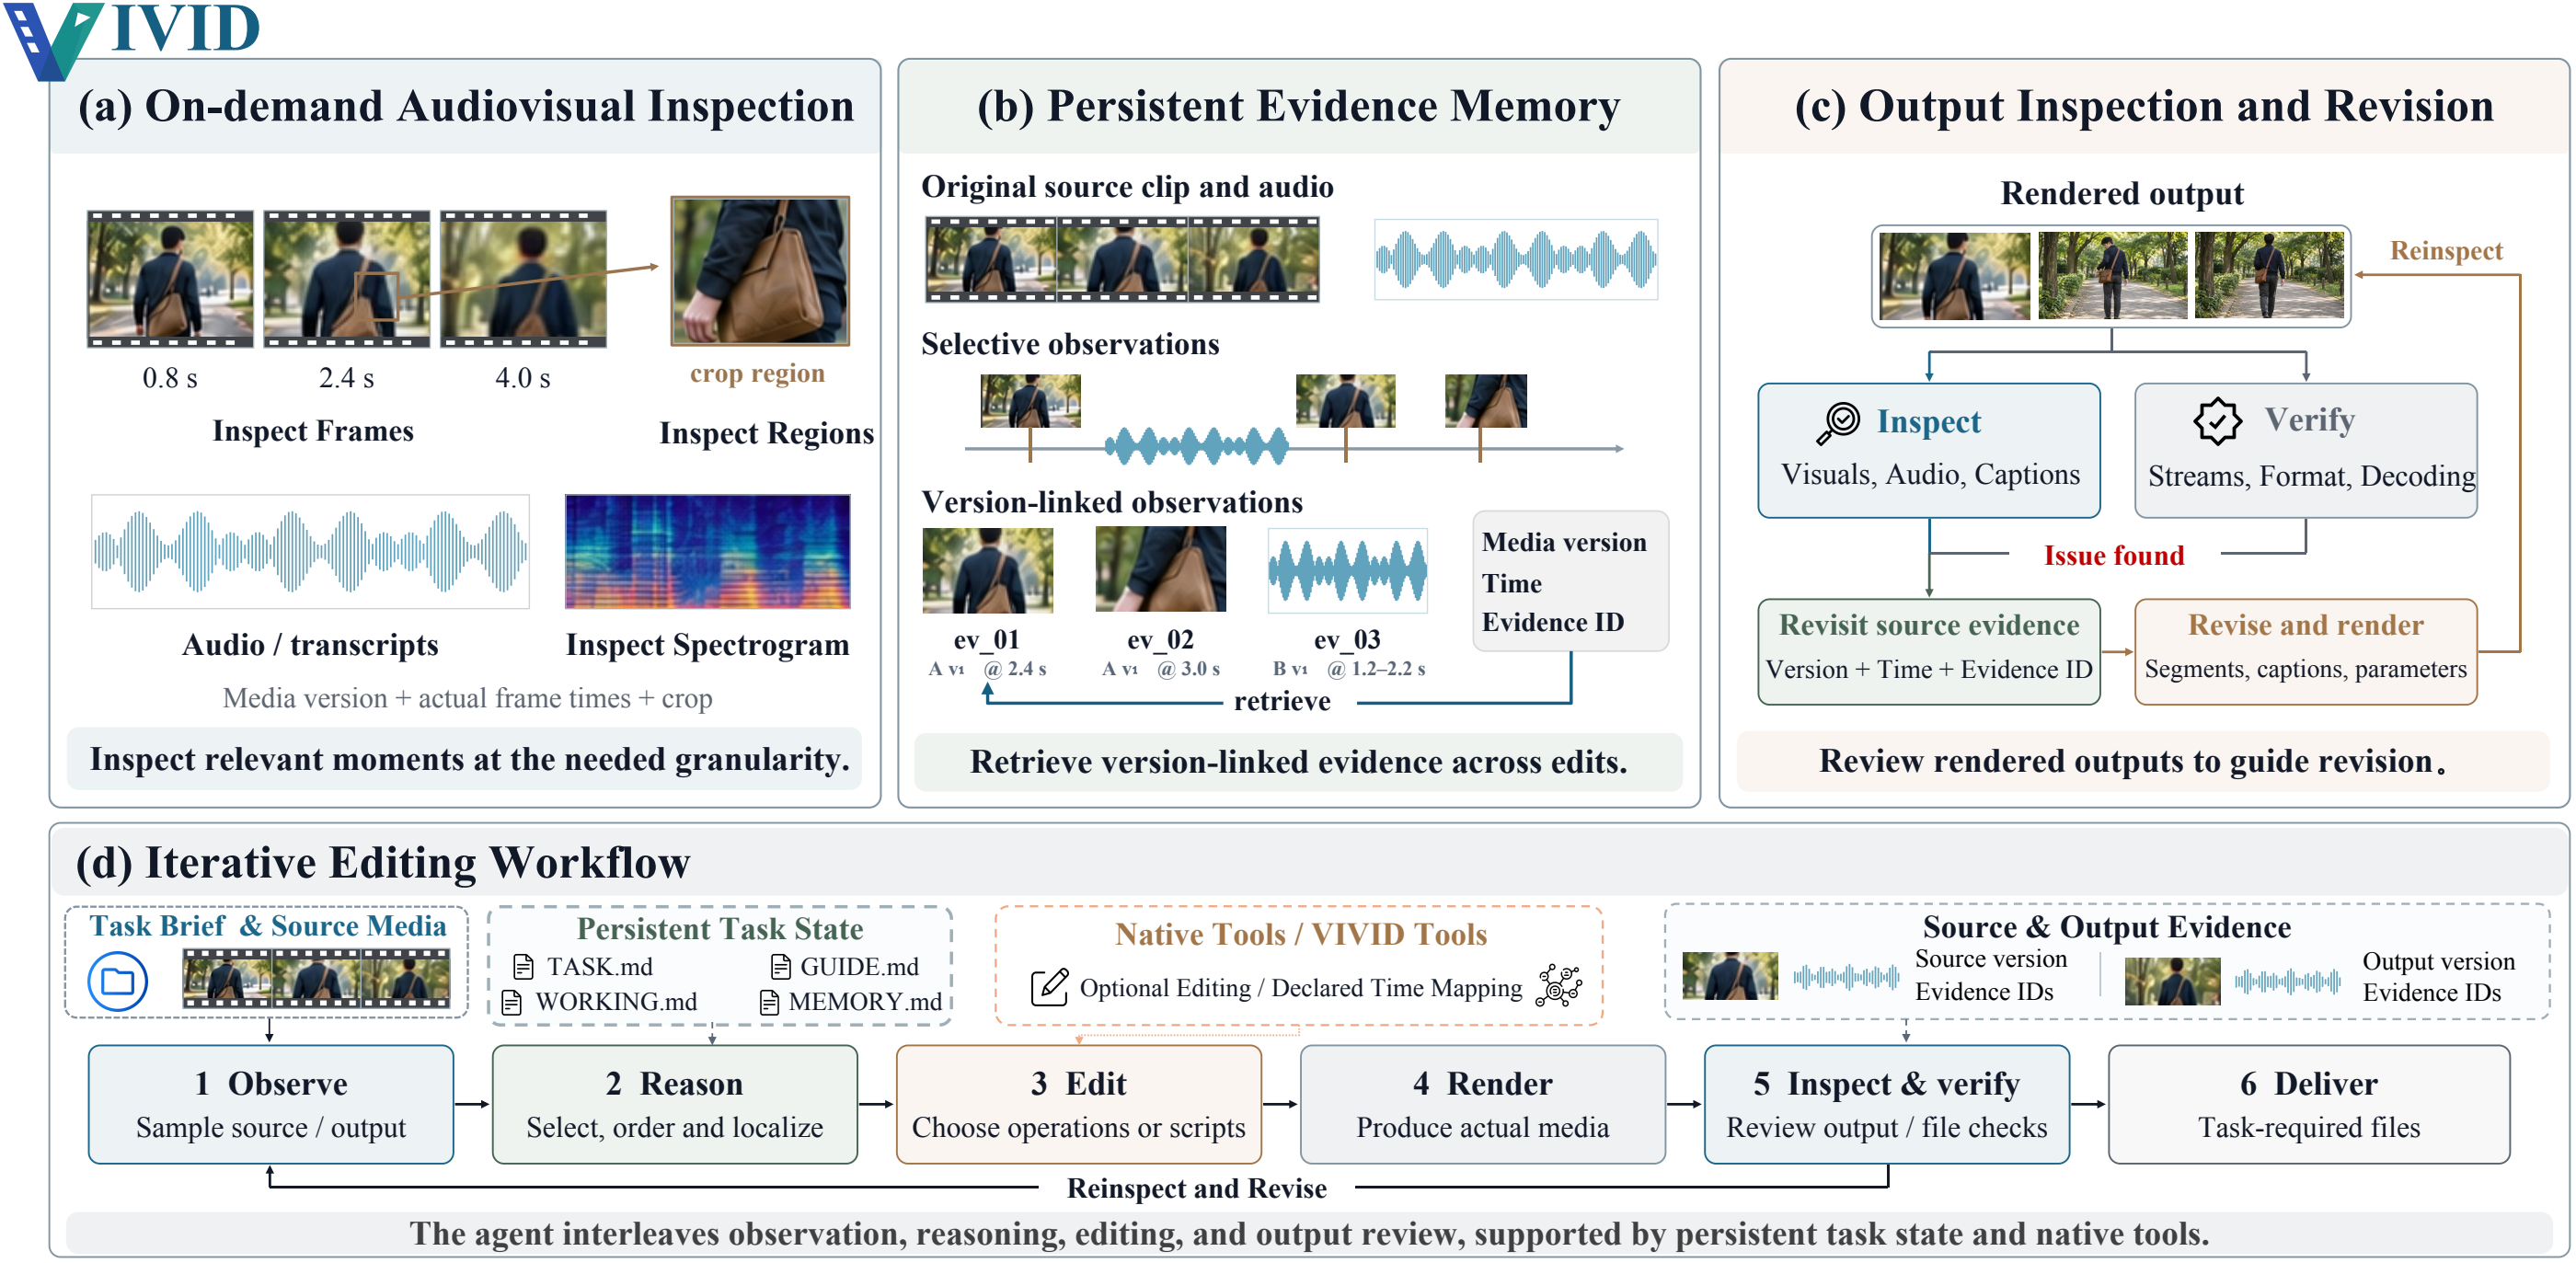 VIVID
(a) On-demand Audiovisual Inspection
0.8 s
2.4 s
4.0 s
crop region
Inspect Frames
Inspect Regions
Audio / transcripts
Inspect Spectrogram
Media version + actual frame times + crop
Inspect relevant moments at the needed granularity.
(b) Persistent Evidence Memory
Original source clip and audio
Selective observations
Version-linked observations
ev_01
A v1 @ 2.4 s
ev_02
A v1 @ 3.0 s
ev_03
B v1 @ 1.2–2.2 s
Media version
Time
Evidence ID
retrieve
Retrieve version-linked evidence across edits.
(c) Output Inspection and Revision
Rendered output
Reinspect
Inspect
Visuals, Audio, Captions
Verify
Streams, Format, Decoding
Issue found
Revisit source evidence
Version + Time + Evidence ID
Revise and render
Segments, captions, parameters
Review rendered outputs to guide revision。
(d) Iterative Editing Workflow
Task Brief & Source Media
Persistent Task State
TASK.md
GUIDE.md
WORKING.md
MEMORY.md
Native Tools / VIVID Tools
Optional Editing / Declared Time Mapping
Source & Output Evidence
Source version
Evidence IDs
Output version
Evidence IDs
1 Observe
Sample source / output
2 Reason
Select, order and localize
3 Edit
Choose operations or scripts
4 Render
Produce actual media
5 Inspect & verify
Review output / file checks
6 Deliver
Task-required files
Reinspect and Revise
The agent interleaves observation, reasoning, editing, and output review, supported by persistent task state and native tools.